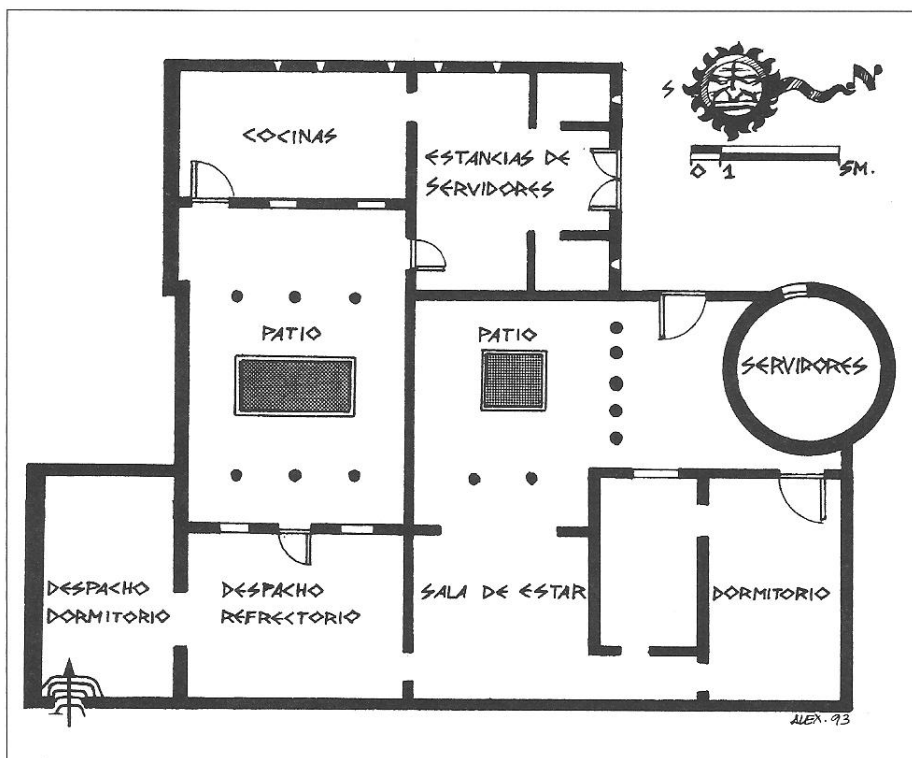 S N
0 1 5M.
COCINAS
ESTANCIAS DE
SERVIDORES
PATIO
PATIO
SERVIDORES
DESPACHO
DORMITORIO
DESPACHO
REFRECTORIO
SALA DE ESTAR
DORMITORIO
ALEX. 93